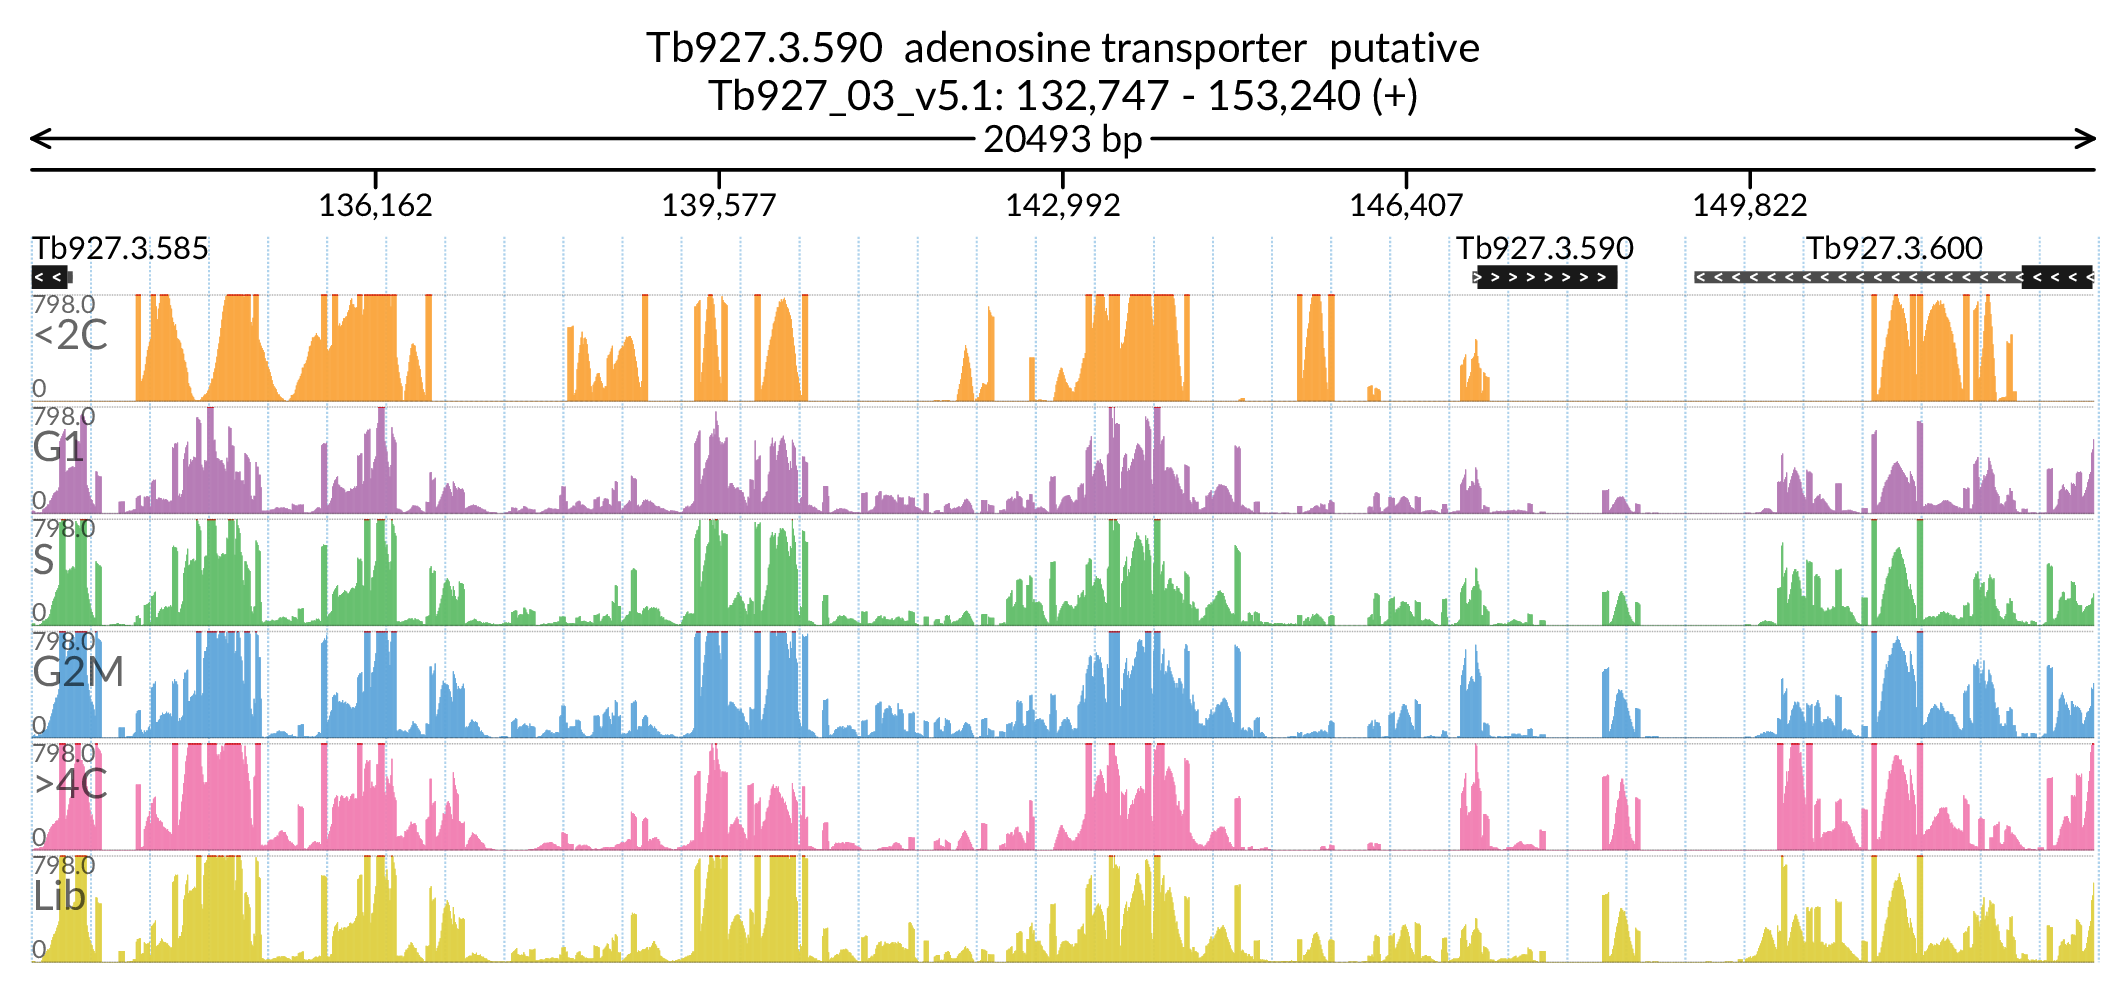 Tb927.3.590  adenosine transporter  putative
Tb927_03_v5.1: 132,747 - 153,240 (+)
20493 bp
136,162 139,577 142,992 146,407 149,822
Tb927.3.585 Tb927.3.590 Tb927.3.600
798.0
<2C
0
798.0
G1
0
798.0
S
0
798.0
G2M
0
798.0
>4C
0
798.0
Lib
0